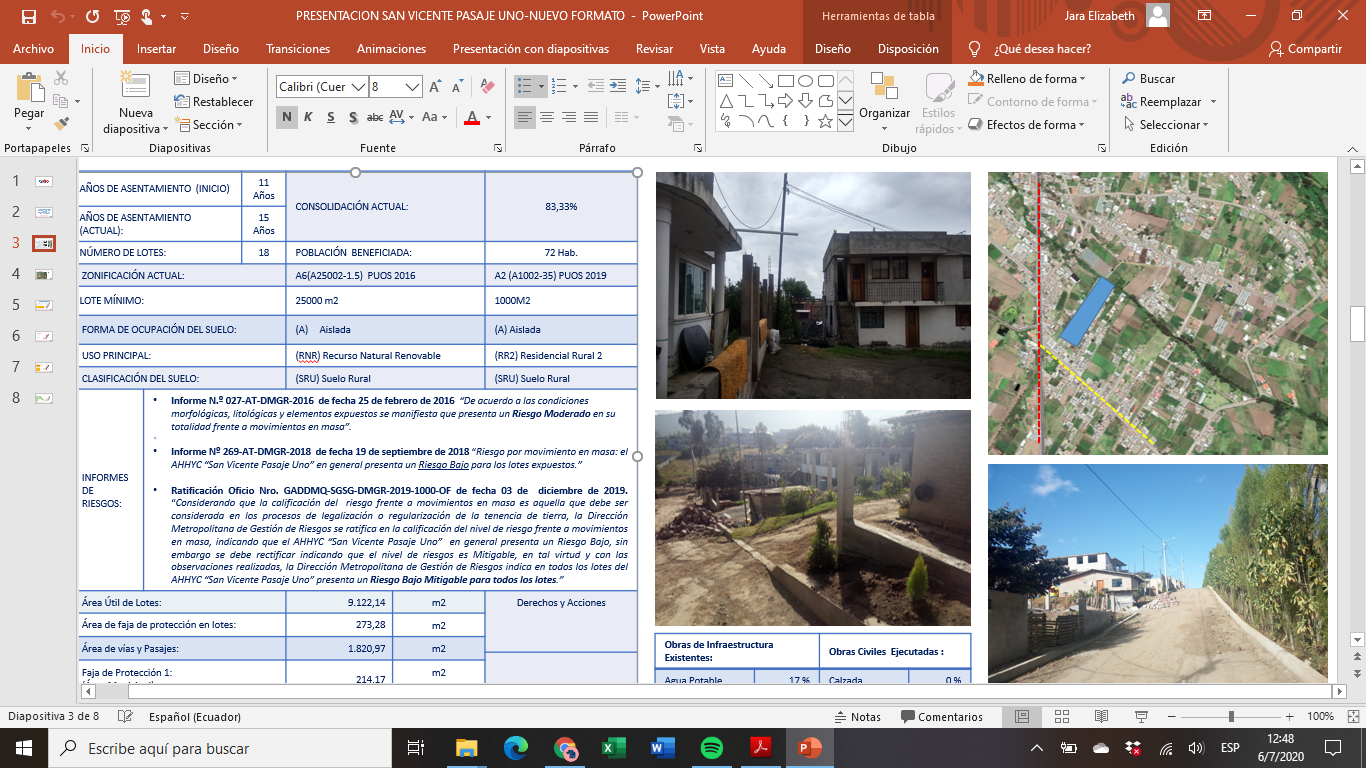 PRESENTACION SAN VICENTE PASAJE UNO-NUEVO FORMATO - PowerPoint
Herramientas de tabla
Jara Elizabeth
Archivo Inicio Insertar Diseño Transiciones Animaciones Presentación con diapositivas Revisar Vista Ayuda Diseño Disposición ¿Qué desea hacer? Compartir
Pegar
Nueva diapositiva
Diseño
Restablecer
Sección
Calibri (Cuer 8
N K S S abc AV Aa A
Organizar
Estilos rápidos
Relleno de forma
Contorno de forma
Efectos de forma
Buscar
Reemplazar
Seleccionar
Portapapeles Diapositivas Fuente Párrafo Dibujo Edición
1
2
3
4
5
6
7
8
AÑOS DE ASENTAMIENTO (INICIO) 11 Años
AÑOS DE ASENTAMIENTO (ACTUAL): 15 Años
CONSOLIDACIÓN ACTUAL: 83,33%
NÚMERO DE LOTES: 18 POBLACIÓN BENEFICIADA: 72 Hab.
ZONIFICACIÓN ACTUAL: A6(A25002-1.5) PUOS 2016 A2 (A1002-35) PUOS 2019
LOTE MÍNIMO: 25000 m2 1000M2
FORMA DE OCUPACIÓN DEL SUELO: (A) Aislada (A) Aislada
USO PRINCIPAL: (RNR) Recurso Natural Renovable (RR2) Residencial Rural 2
CLASIFICACIÓN DEL SUELO: (SRU) Suelo Rural (SRU) Suelo Rural
INFORMES
DE
RIESGOS:
• Informe N.º 027-AT-DMGR-2016 de fecha 25 de febrero de 2016 “De acuerdo a las condiciones
morfológicas, litológicas y elementos expuestos se manifiesta que presenta un Riesgo Moderado en su
totalidad frente a movimientos en masa”.
• Informe Nº 269-AT-DMGR-2018 de fecha 19 de septiembre de 2018 “Riesgo por movimiento en masa: el
AHHYC “San Vicente Pasaje Uno” en general presenta un Riesgo Bajo para los lotes expuestos.”
• Ratificación Oficio Nro. GADDMQ-SGSG-DMGR-2019-1000-OF de fecha 03 de diciembre de 2019.
“Considerando que la calificación del riesgo frente a movimientos en masa es aquella que debe ser
considerada en los procesos de legalización o regularización de la tenencia de tierra, la Dirección
Metropolitana de Gestión de Riesgos se ratifica en la calificación del nivel de riesgo frente a movimientos
en masa, indicando que el AHHYC “San Vicente Pasaje Uno” en general presenta un Riesgo Bajo, sin
embargo se debe rectificar indicando que el nivel de riesgos es Mitigable, en tal virtud y con las
observaciones realizadas, la Dirección Metropolitana de Gestión de Riesgos indica en todos los lotes del
AHHYC “San Vicente Pasaje Uno” presenta un Riesgo Bajo Mitigable para todos los lotes.”
Área Útil de Lotes: 9.122,14 m2 Derechos y Acciones
Área de faja de protección en lotes: 273,28 m2
Área de vías y Pasajes: 1.820,97 m2
Faja de Protección 1: 214,17 m2
Obras de Infraestructura Existentes: Obras Civiles Ejecutadas :
Agua Potable 17 % Calzada 0 %
Diapositiva 3 de 8 Español (Ecuador) Notas Comentarios 100%
Escribe aquí para buscar
ESP
12:48
6/7/2020